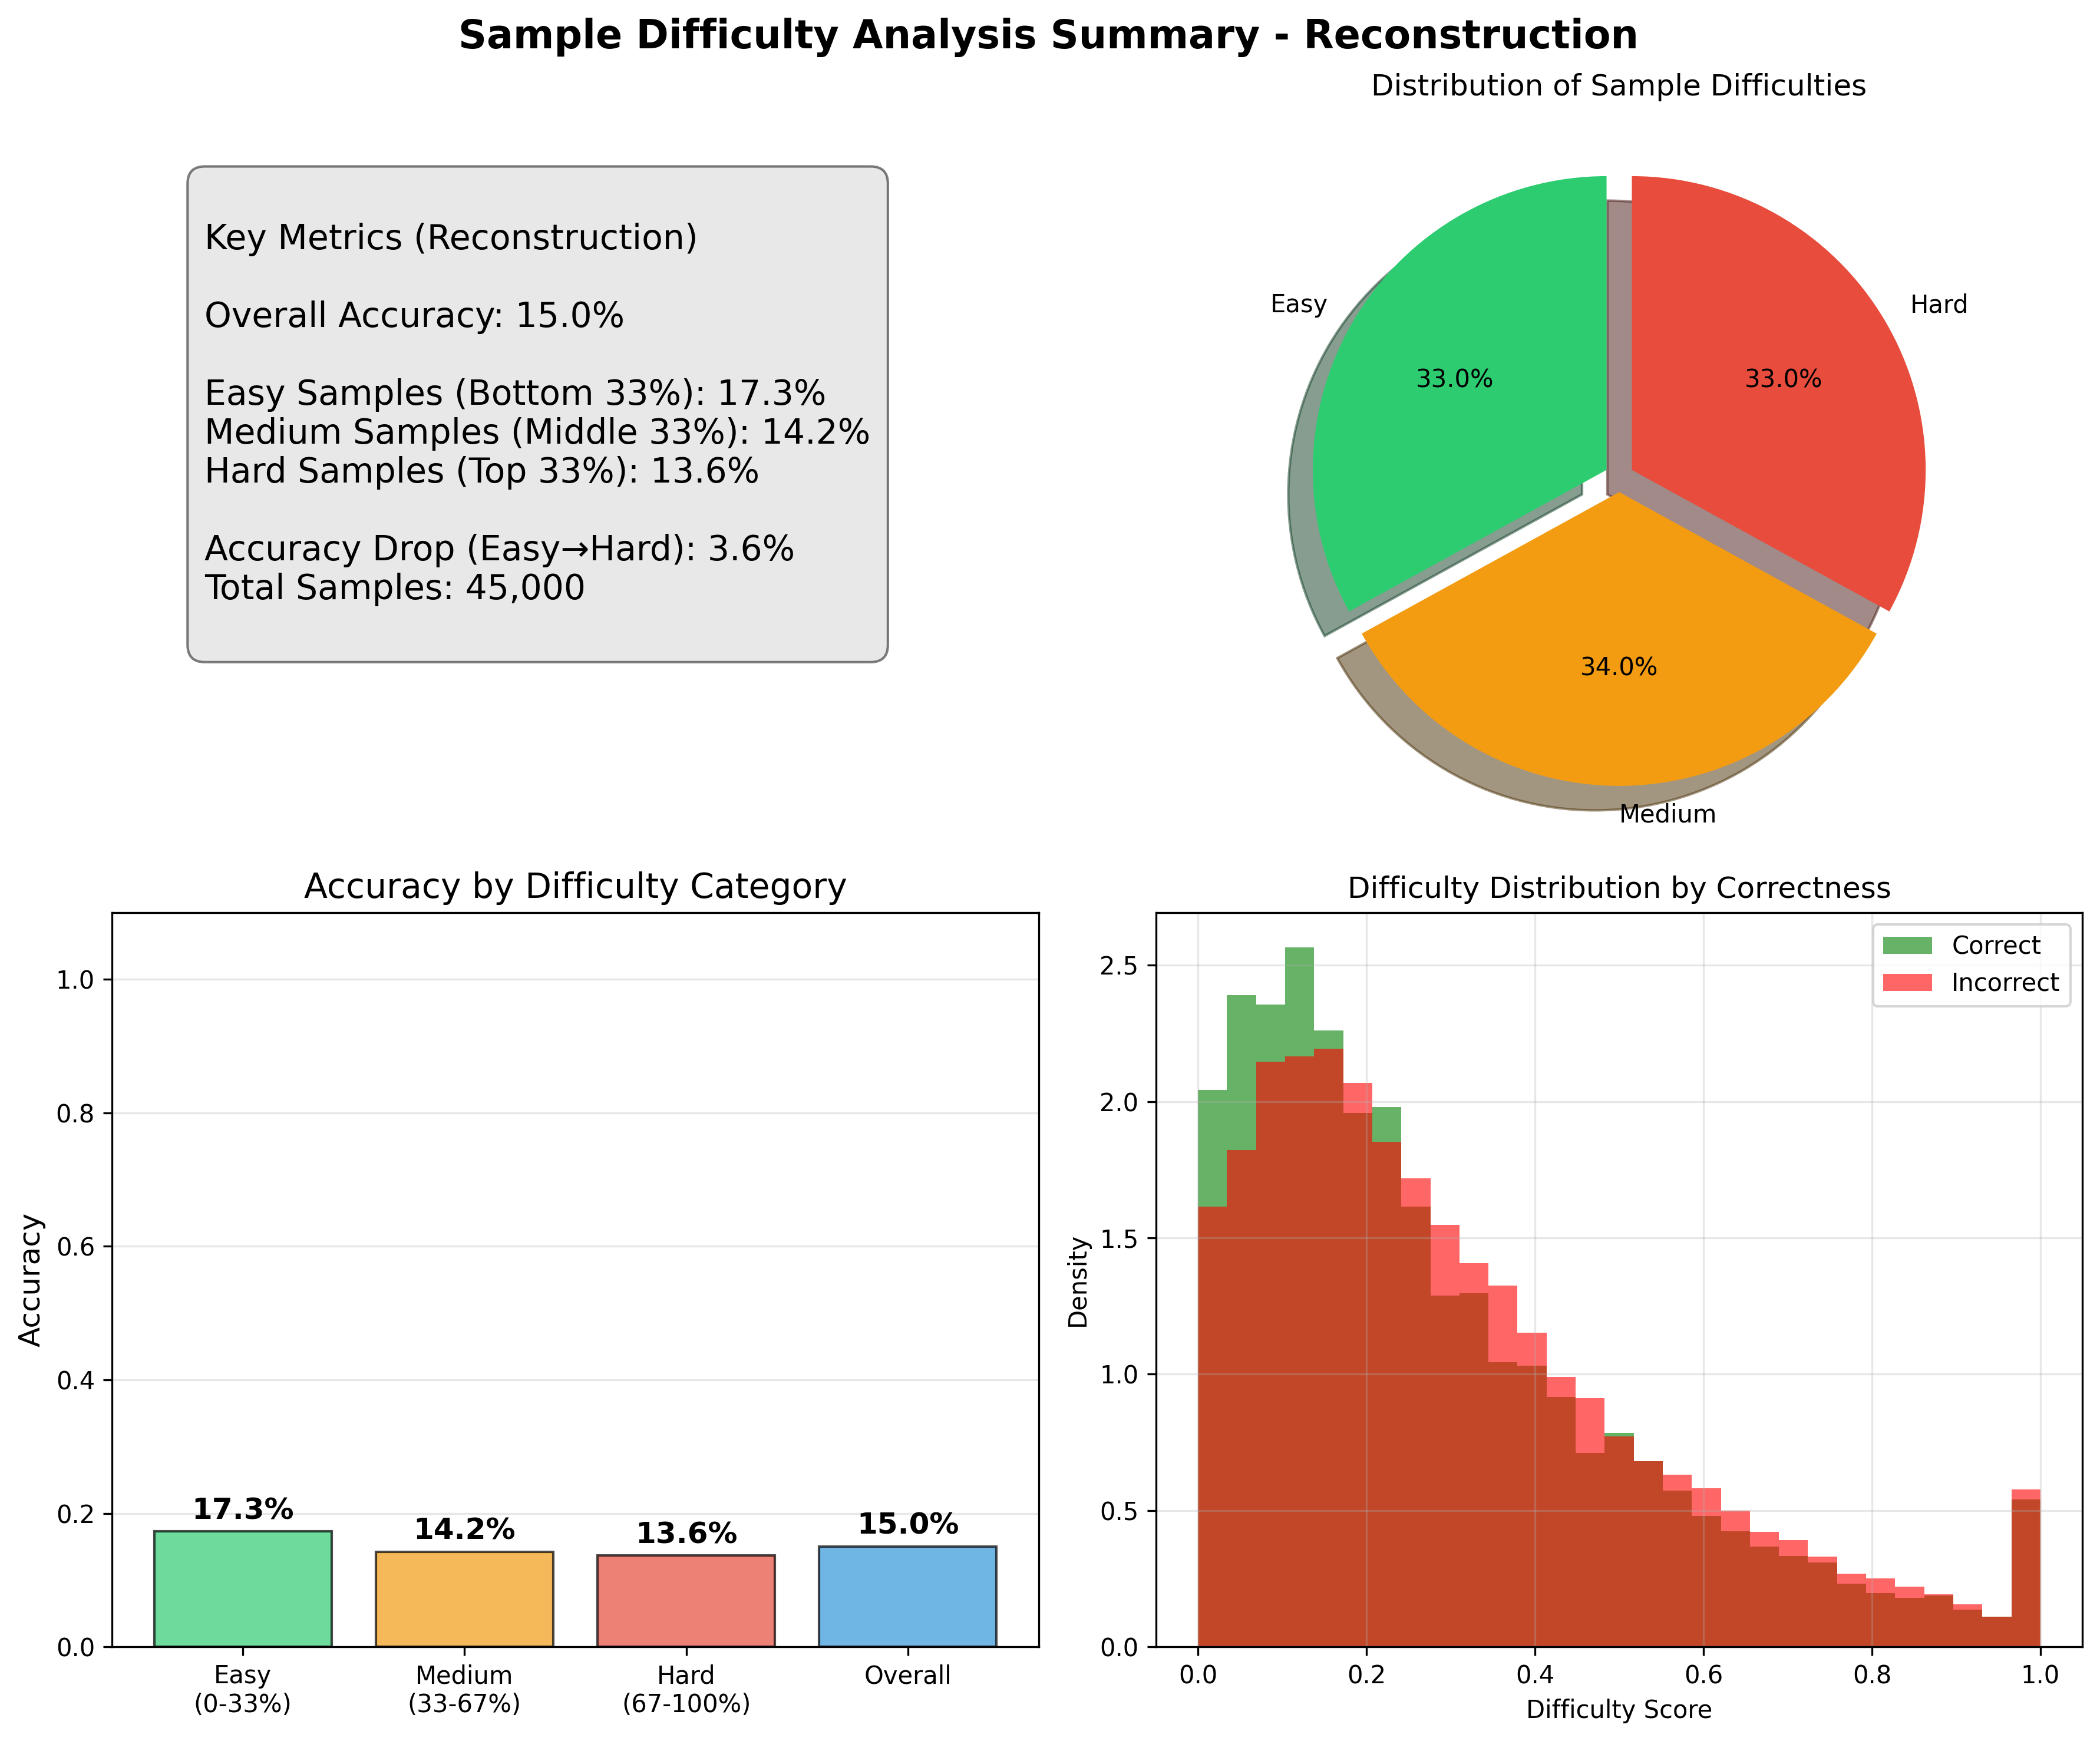 Sample Difficulty Analysis Summary - Reconstruction
Key Metrics (Reconstruction)
Overall Accuracy: 15.0%
Easy Samples (Bottom 33%): 17.3%
Medium Samples (Middle 33%): 14.2%
Hard Samples (Top 33%): 13.6%
Accuracy Drop (Easy→Hard): 3.6%
Total Samples: 45,000
Distribution of Sample Difficulties
Easy
Hard
33.0%
33.0%
34.0%
Medium
Accuracy by Difficulty Category
Accuracy
1.0
0.8
0.6
0.4
0.2
0.0
17.3%
14.2%
13.6%
15.0%
Easy
(0-33%)
Medium
(33-67%)
Hard
(67-100%)
Overall
Difficulty Distribution by Correctness
Correct
Incorrect
Density
2.5
2.0
1.5
1.0
0.5
0.0
0.0
0.2
0.4
0.6
0.8
1.0
Difficulty Score